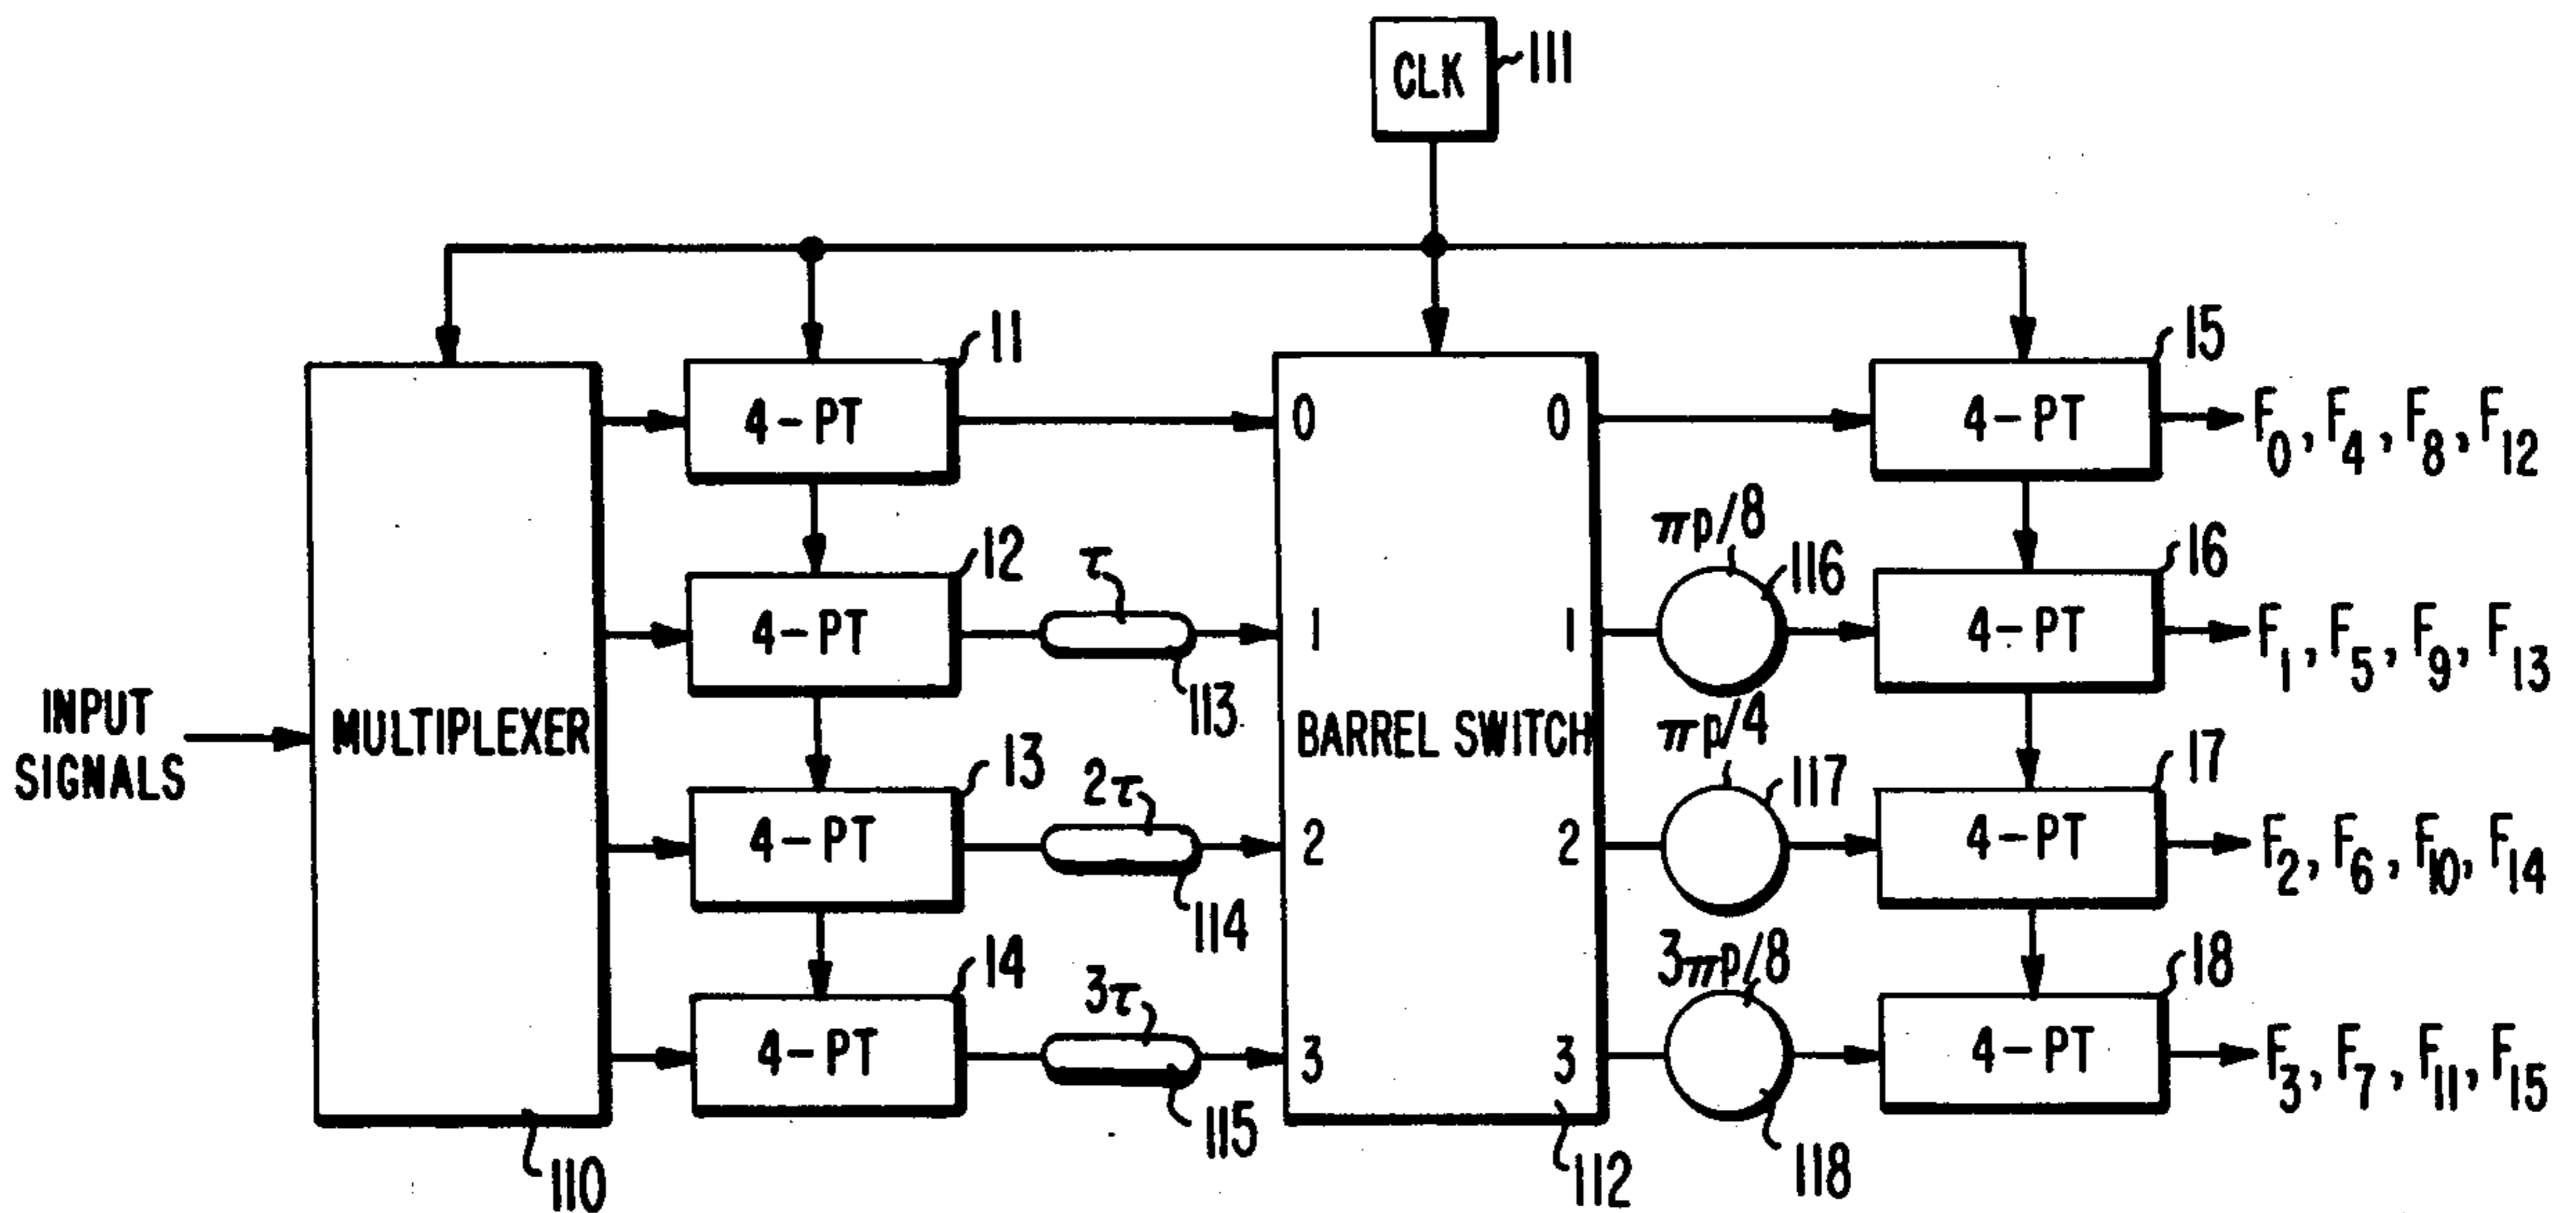 CLK
111
11
4-PT
0
0
15
4-PT
F0, F4, F8, F12
12
4-PT
τ
113
1
1
πp/8
116
16
4-PT
F1, F5, F9, F13
INPUT
SIGNALS
MULTIPLEXER
110
13
4-PT
2τ
114
2
BARREL SWITCH
2
πp/4
117
17
4-PT
F2, F6, F10, F14
14
4-PT
3τ
115
3
3
112
3πp/8
118
18
4-PT
F3, F7, F11, F15